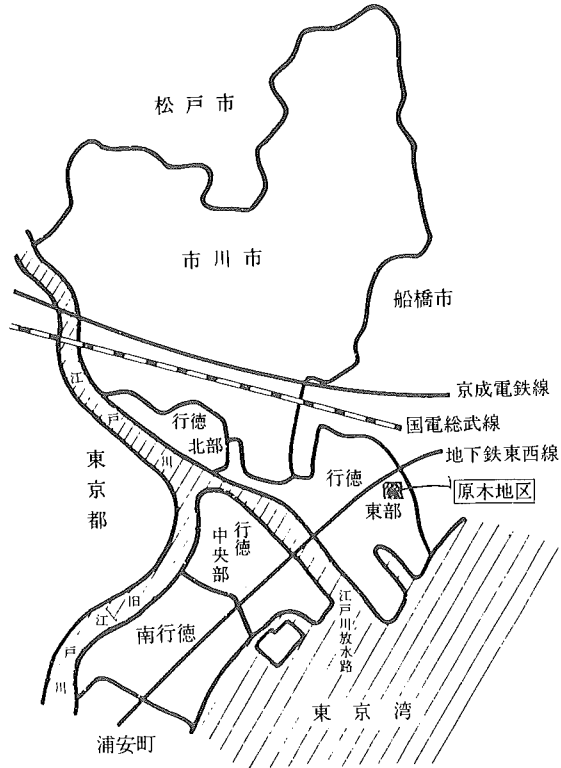 松戸市
市川市
船橋市
京成電鉄線
国電総武線
地下鉄東西線
原木地区
江戸川
行徳
北部
行徳
東部
東京都
行徳
中央部
旧江戸川
南行徳
江戸川放水路
東京湾
浦安町